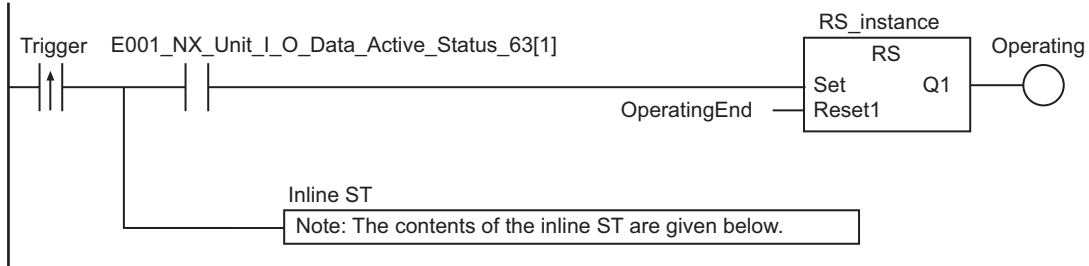 RS_instance
Trigger E001_NX_Unit_I_O_Data_Active_Status_63[1] RS Operating
Set Q1
OperatingEnd Reset1
Inline ST
Note: The contents of the inline ST are given below.